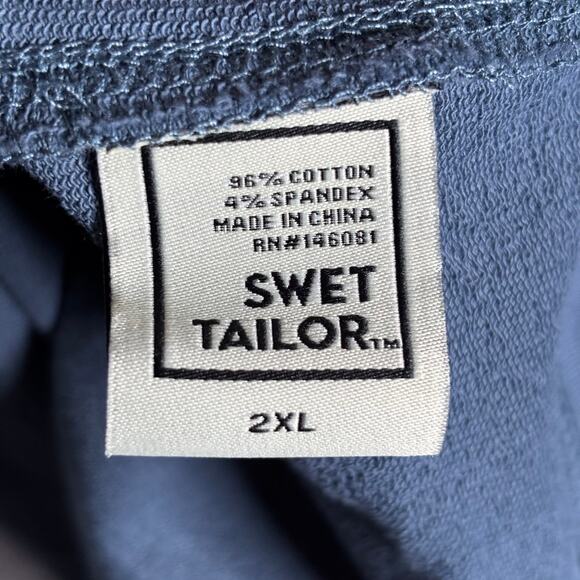 96% COTTON
4% SPANDEX
MADE IN CHINA
RN#146081
SWET
TAILOR™
2XL